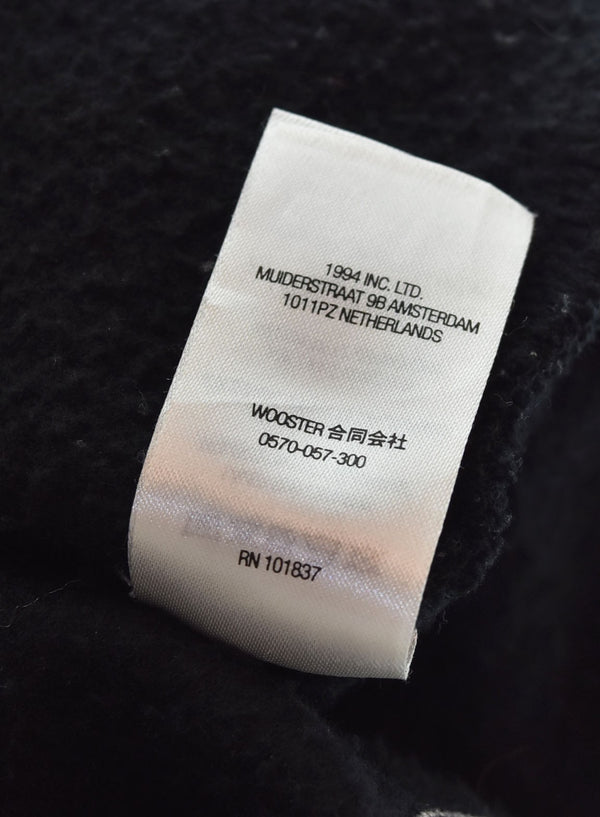 1994 INC. LTD.
MUIDERSTRAAT 9B AMSTERDAM
1011PZ NETHERLANDS
WOOSTER 合同会社
0570-057-300
RN 101837